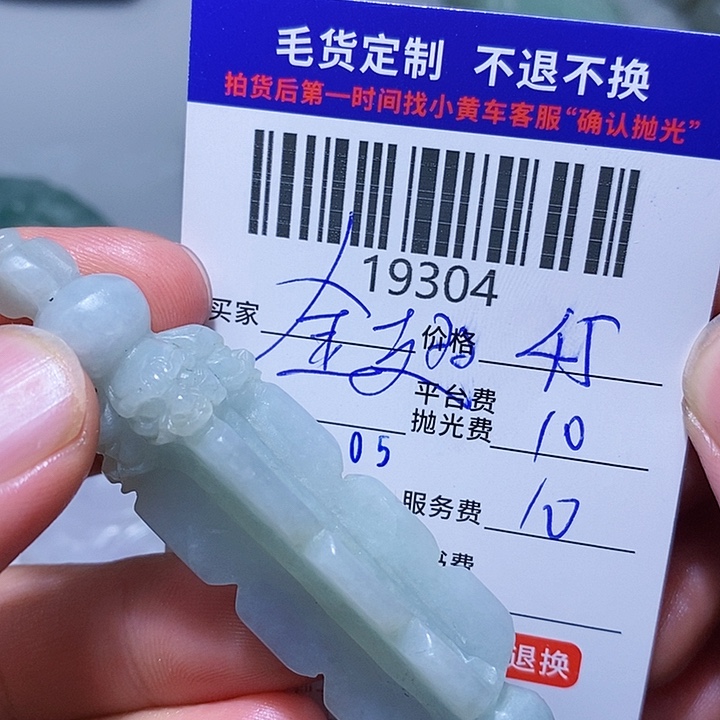 毛货定制 不退不换
拍货后第一时间找小黄车客服“确认抛光”
19304
买家
价格
平台费
抛光费 10
05
服务费 10
费
退换